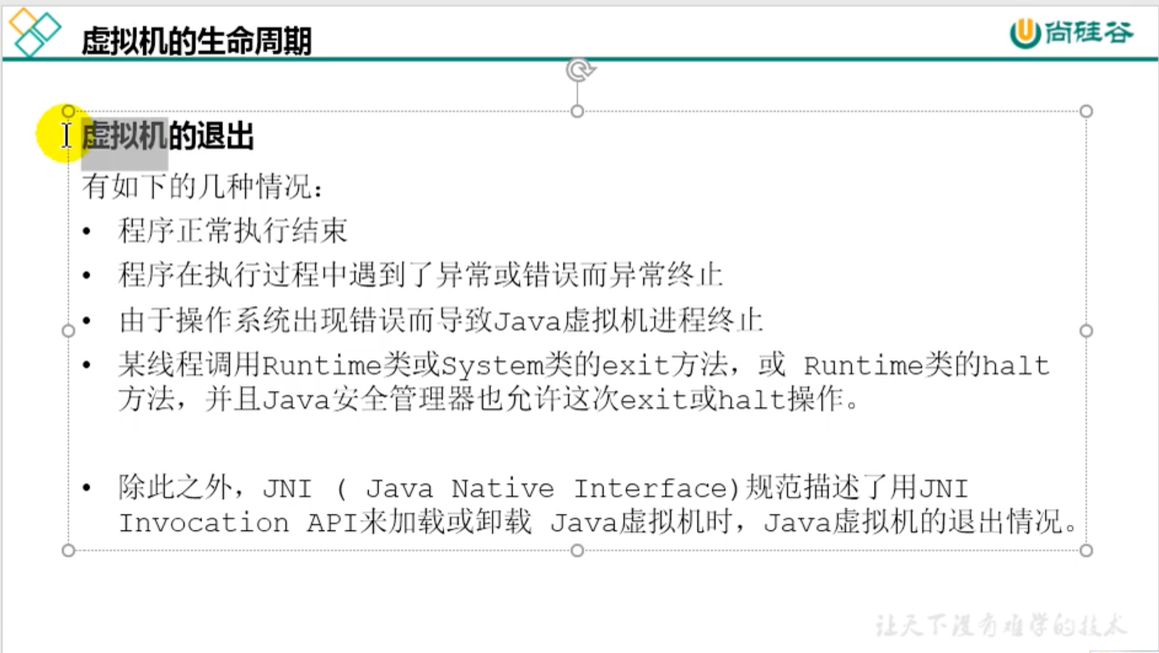 虚拟机的生命周期
尚硅谷
虚拟机的退出
有如下的几种情况：
• 程序正常执行结束
• 程序在执行过程中遇到了异常或错误而异常终止
• 由于操作系统出现错误而导致Java虚拟机进程终止
• 某线程调用Runtime类或System类的exit方法，或 Runtime类的halt
方法，并且Java安全管理器也允许这次exit或halt操作。
• 除此之外，JNI ( Java Native Interface)规范描述了用JNI
Invocation API来加载或卸载 Java虚拟机时，Java虚拟机的退出情况。
让天下没有难学的技术